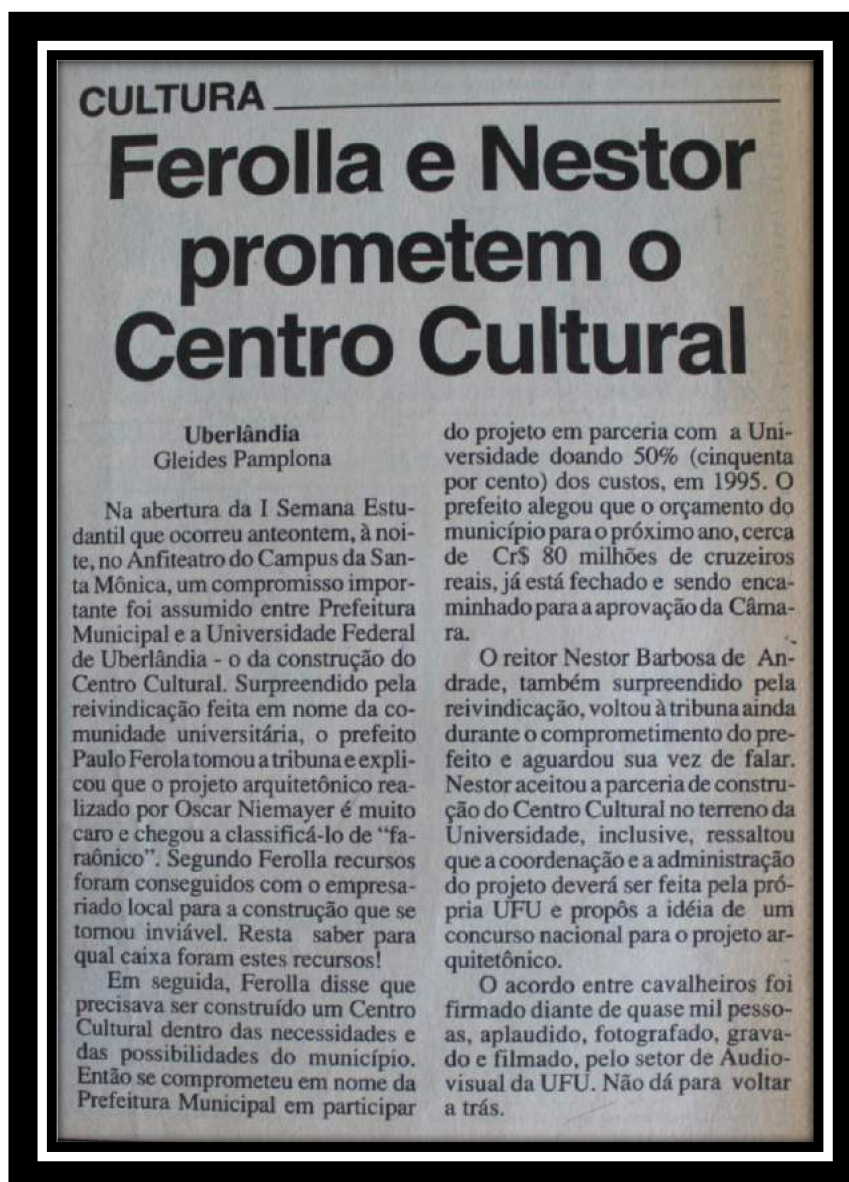 CULTURA
Ferolla e Nestor
prometem o
Centro Cultural
Uberlândia
Gleides Pamplona
Na abertura da I Semana Estu-
dantil que ocorreu anteontem, à noi-
te, no Anfiteatro do Campus da San-
ta Mônica, um compromisso impor-
tante foi assumido entre Prefeitura
Municipal e a Universidade Federal
de Uberlândia - o da construção do
Centro Cultural. Surpreendido pela
reivindicação feita em nome da co-
munidade universitária, o prefeito
Paulo Ferola tomou a tribuna e expli-
cou que o projeto arquitetônico rea-
lizado por Oscar Niemayer é muito
caro e chegou a classificá-lo de "fa-
raônico". Segundo Ferolla recursos
foram conseguidos com o empresa-
riado local para a construção que se
tornou inviável. Resta saber para
qual caixa foram estes recursos!
Em seguida, Ferolla disse que
precisava ser construído um Centro
Cultural dentro das necessidades e
das possibilidades do município.
Então se comprometeu em nome da
Prefeitura Municipal em participar
do projeto em parceria com a Uni-
versidade doando 50% (cinquenta
por cento) dos custos, em 1995. O
prefeito alegou que o orçamento do
município para o próximo ano, cerca
de Cr$ 80 milhões de cruzeiros
reais, já está fechado e sendo enca-
minhado para a aprovação da Câma-
ra.
O reitor Nestor Barbosa de An-
drade, também surpreendido pela
reivindicação, voltou à tribuna ainda
durante o comprometimento do pre-
feito e aguardou sua vez de falar.
Nestor aceitou a parceria de constru-
ção do Centro Cultural no terreno da
Universidade, inclusive, ressaltou
que a coordenação e a administração
do projeto deverá ser feita pela pró-
pria UFU e propôs a idéia de um
concurso nacional para o projeto ar-
quitetônico.
O acordo entre cavalheiros foi
firmado diante de quase mil pesso-
as, aplaudido, fotografado, grava-
do e filmado, pelo setor de Áudio-
visual da UFU. Não dá para voltar
a trás.